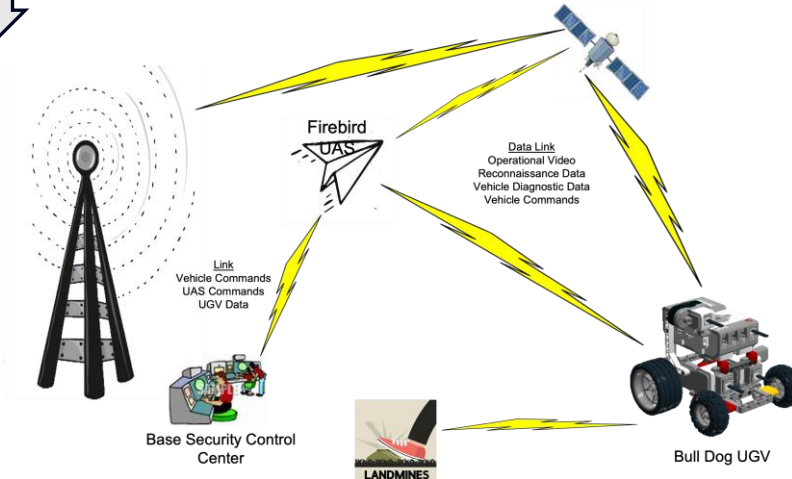 Firebird
UAS
Data Link
Operational Video
Reconnaissance Data
Vehicle Diagnostic Data
Vehicle Commands
Link
Vehicle Commands
UAS Commands
UGV Data
Base Security Control
Center
LANDMINES
Bull Dog UGV